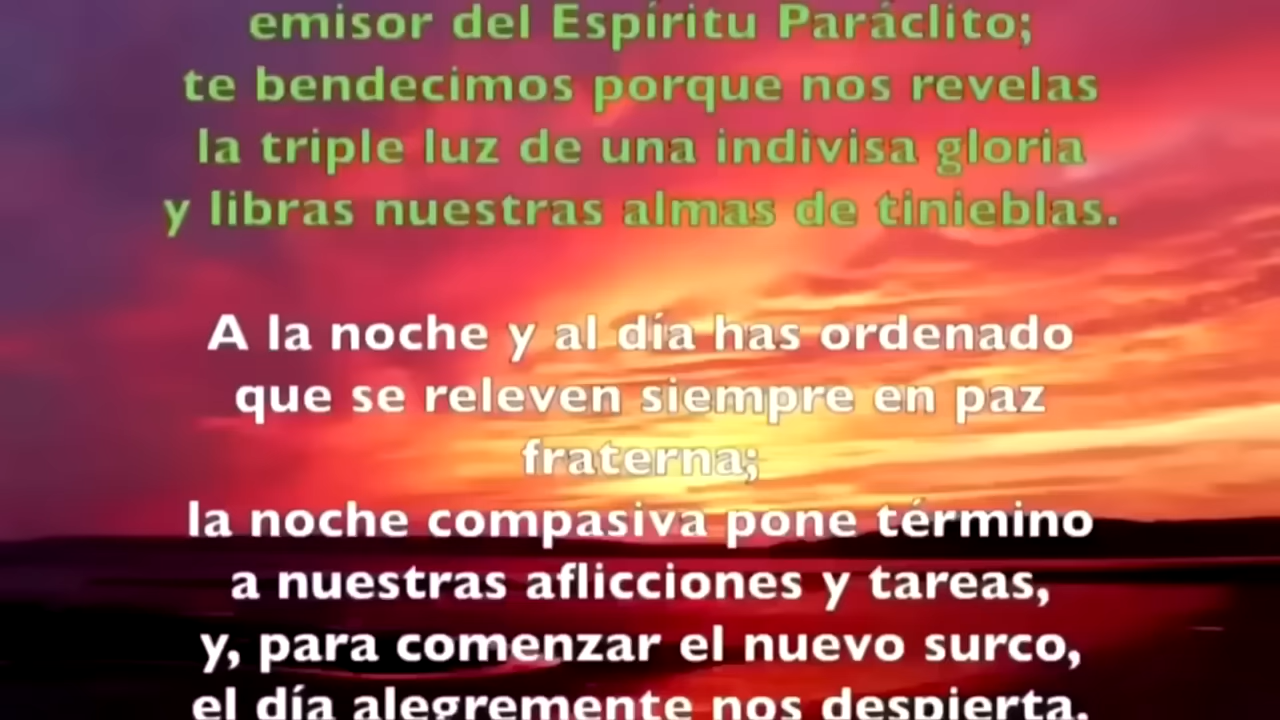 emisor del Espíritu Paráclito;
te bendecimos porque nos revelas
la triple luz de una indivisa gloria
y libras nuestras almas de tinieblas.
A la noche y al día has ordenado
que se releven siempre en paz
fraterna;
la noche compasiva pone término
a nuestras aflicciones y tareas,
y, para comenzar el nuevo surco,
el día alegremente nos despierta.